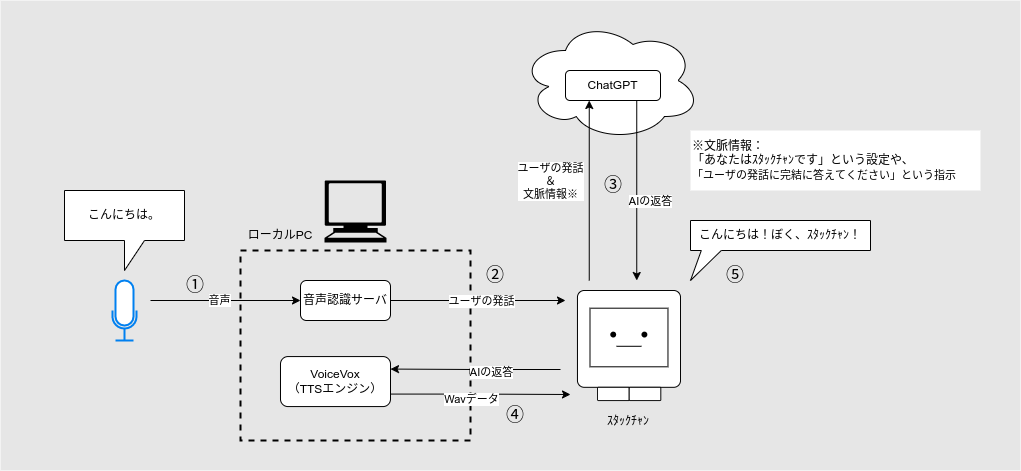 ChatGPT
※文脈情報：
「あなたはｽﾀｯｸﾁｬﾝです」という設定や、
「ユーザの発話に完結に答えてください」という指示
ユーザの発話
&
文脈情報※
③
AIの返答
こんにちは。
ローカルPC
こんにちは！ぼく、ｽﾀｯｸﾁｬﾝ！
①
②
⑤
音声
音声認識サーバ
ユーザの発話
VoiceVox
（TTSエンジン）
AIの返答
Wavデータ
④
ｽﾀｯｸﾁｬﾝ